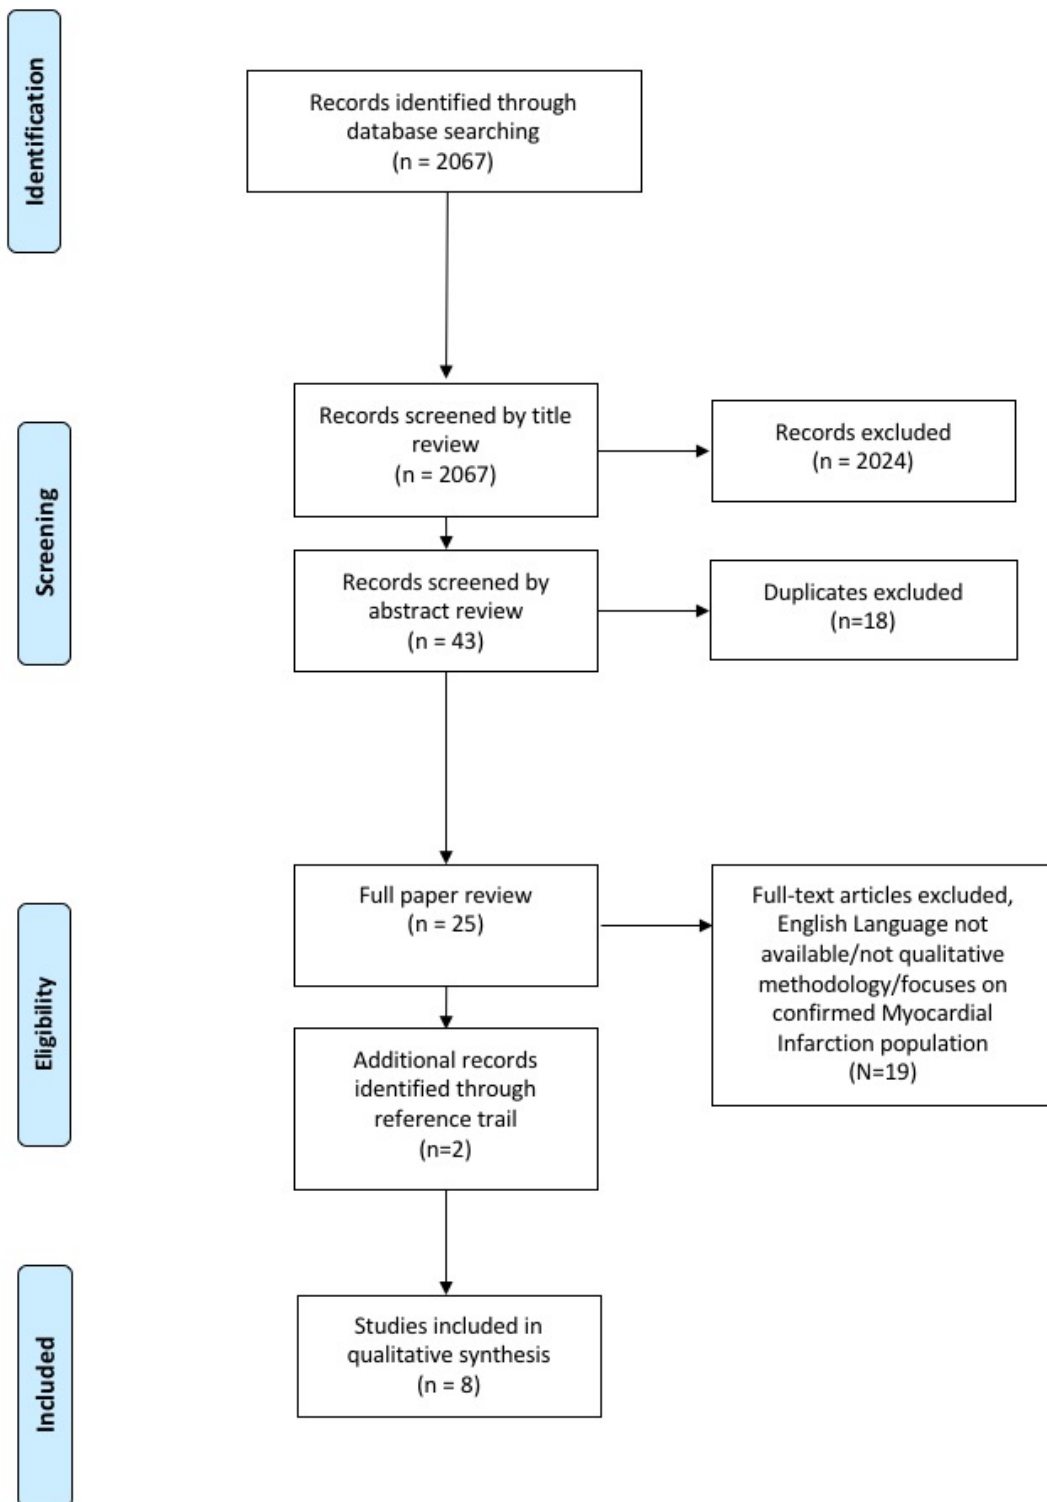 Identification
Records identified through
database searching
(n = 2067)
Screening
Records screened by title
review
(n = 2067)
Records excluded
(n = 2024)
Records screened by
abstract review
(n = 43)
Duplicates excluded
(n=18)
Eligibility
Full paper review
(n = 25)
Full-text articles excluded,
English Language not
available/not qualitative
methodology/focuses on
confirmed Myocardial
Infarction population
(N=19)
Additional records
identified through
reference trail
(n=2)
Included
Studies included in
qualitative synthesis
(n = 8)